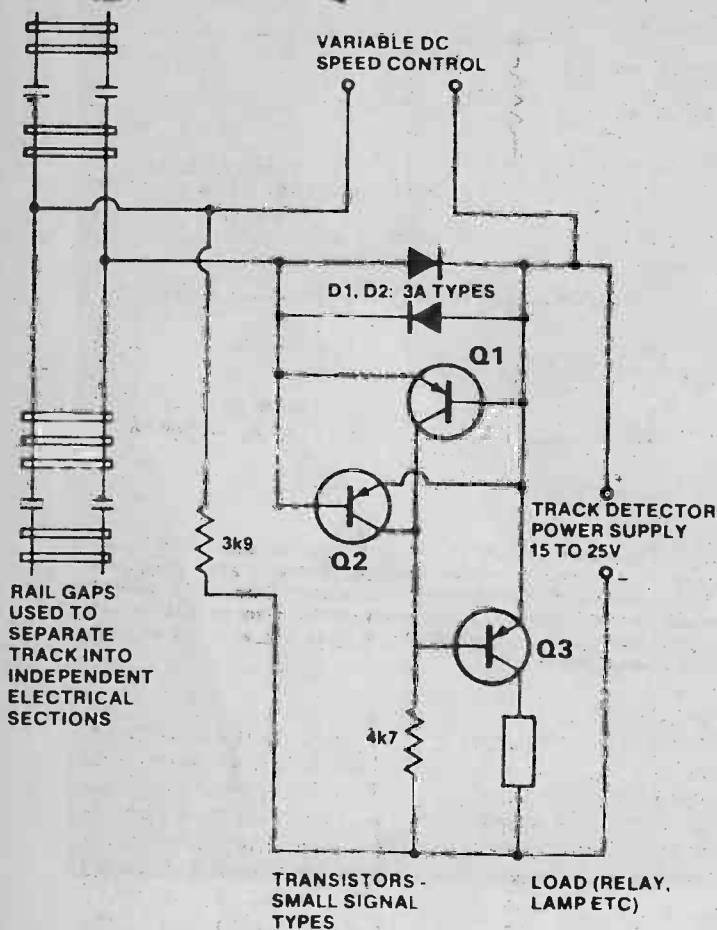 VARIABLE DC
SPEED CONTROL
D1, D2: 3A TYPES
Q1
Q2
3k9
TRACK DETECTOR
POWER SUPPLY
15 TO 25V
+
−
RAIL GAPS
USED TO
SEPARATE
TRACK INTO
INDEPENDENT
ELECTRICAL
SECTIONS
Q3
4k7
TRANSISTORS -
SMALL SIGNAL
TYPES
LOAD (RELAY,
LAMP ETC)